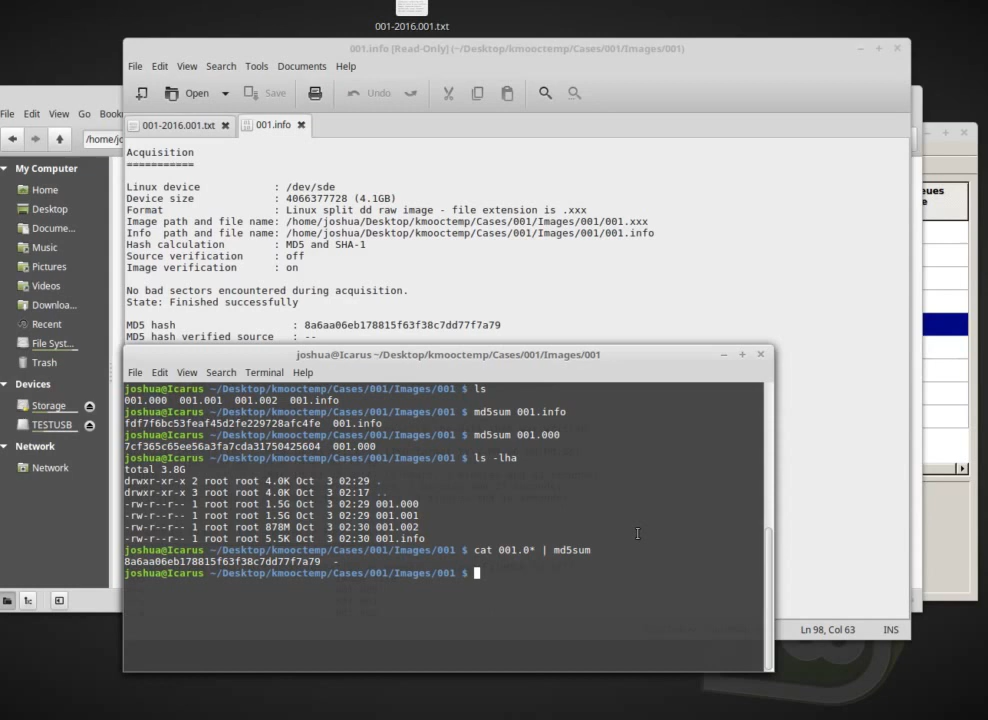 001-2016.001.txt
001.info [Read-Only] (~/Desktop/kmooctemp/Cases/001/Images/001)
File Edit View Search Tools Documents Help
Open Save Undo
001-2016.001.txt 001.info
Acquisition
===========
Linux device : /dev/sde
Device size : 4066377728 (4.1GB)
Format : Linux split dd raw image - file extension is .xxx
Image path and file name: /home/joshua/Desktop/kmooctemp/Cases/001/Images/001/001.xxx
Info path and file name: /home/joshua/Desktop/kmooctemp/Cases/001/Images/001/001.info
Hash calculation : MD5 and SHA-1
Source verification : off
Image verification : on
No bad sectors encountered during acquisition.
State: Finished successfully
MD5 hash : 8a6aa06eb178815f63f38c7dd77f7a79
MD5 hash verified source : --
File Edit View Go Book
/home/jo
My Computer
Home
Desktop
Docume...
Music
Pictures
Videos
Downloa...
Recent
File Syst...
Trash
Devices
Storage
TESTUSB
Network
Network
ues
e
joshua@Icarus ~/Desktop/kmooctemp/Cases/001/Images/001
File Edit View Search Terminal Help
joshua@Icarus ~/Desktop/kmooctemp/Cases/001/Images/001 $ ls
001.000 001.001 001.002 001.info
joshua@Icarus ~/Desktop/kmooctemp/Cases/001/Images/001 $ md5sum 001.info
fdf7f6bc53feaf45d2fe229728afc4fe 001.info
joshua@Icarus ~/Desktop/kmooctemp/Cases/001/Images/001 $ md5sum 001.000
7cf365c65ee56a3fa7cda31750425604 001.000
joshua@Icarus ~/Desktop/kmooctemp/Cases/001/Images/001 $ ls -lha
total 3.8G
drwxr-xr-x 2 root root 4.0K Oct 3 02:29 .
drwxr-xr-x 3 root root 4.0K Oct 3 02:17 ..
-rw-r--r-- 1 root root 1.5G Oct 3 02:29 001.000
-rw-r--r-- 1 root root 1.5G Oct 3 02:29 001.001
-rw-r--r-- 1 root root 878M Oct 3 02:30 001.002
-rw-r--r-- 1 root root 5.5K Oct 3 02:30 001.info
joshua@Icarus ~/Desktop/kmooctemp/Cases/001/Images/001 $ cat 001.0* | md5sum
8a6aa06eb178815f63f38c7dd77f7a79 -
joshua@Icarus ~/Desktop/kmooctemp/Cases/001/Images/001 $
Ln 98, Col 63 INS